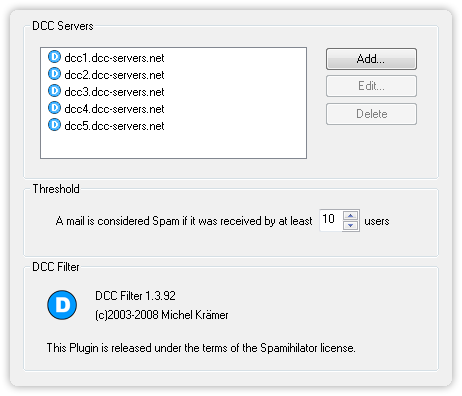 DCC Servers
D dcc1.dcc-servers.net
D dcc2.dcc-servers.net
D dcc3.dcc-servers.net
D dcc4.dcc-servers.net
D dcc5.dcc-servers.net
Add...
Edit...
Delete
Threshold
A mail is considered Spam if it was received by at least 10 users
DCC Filter
D
DCC Filter 1.3.92
(c)2003-2008 Michel Krämer
This Plugin is released under the terms of the Spamihilator license.